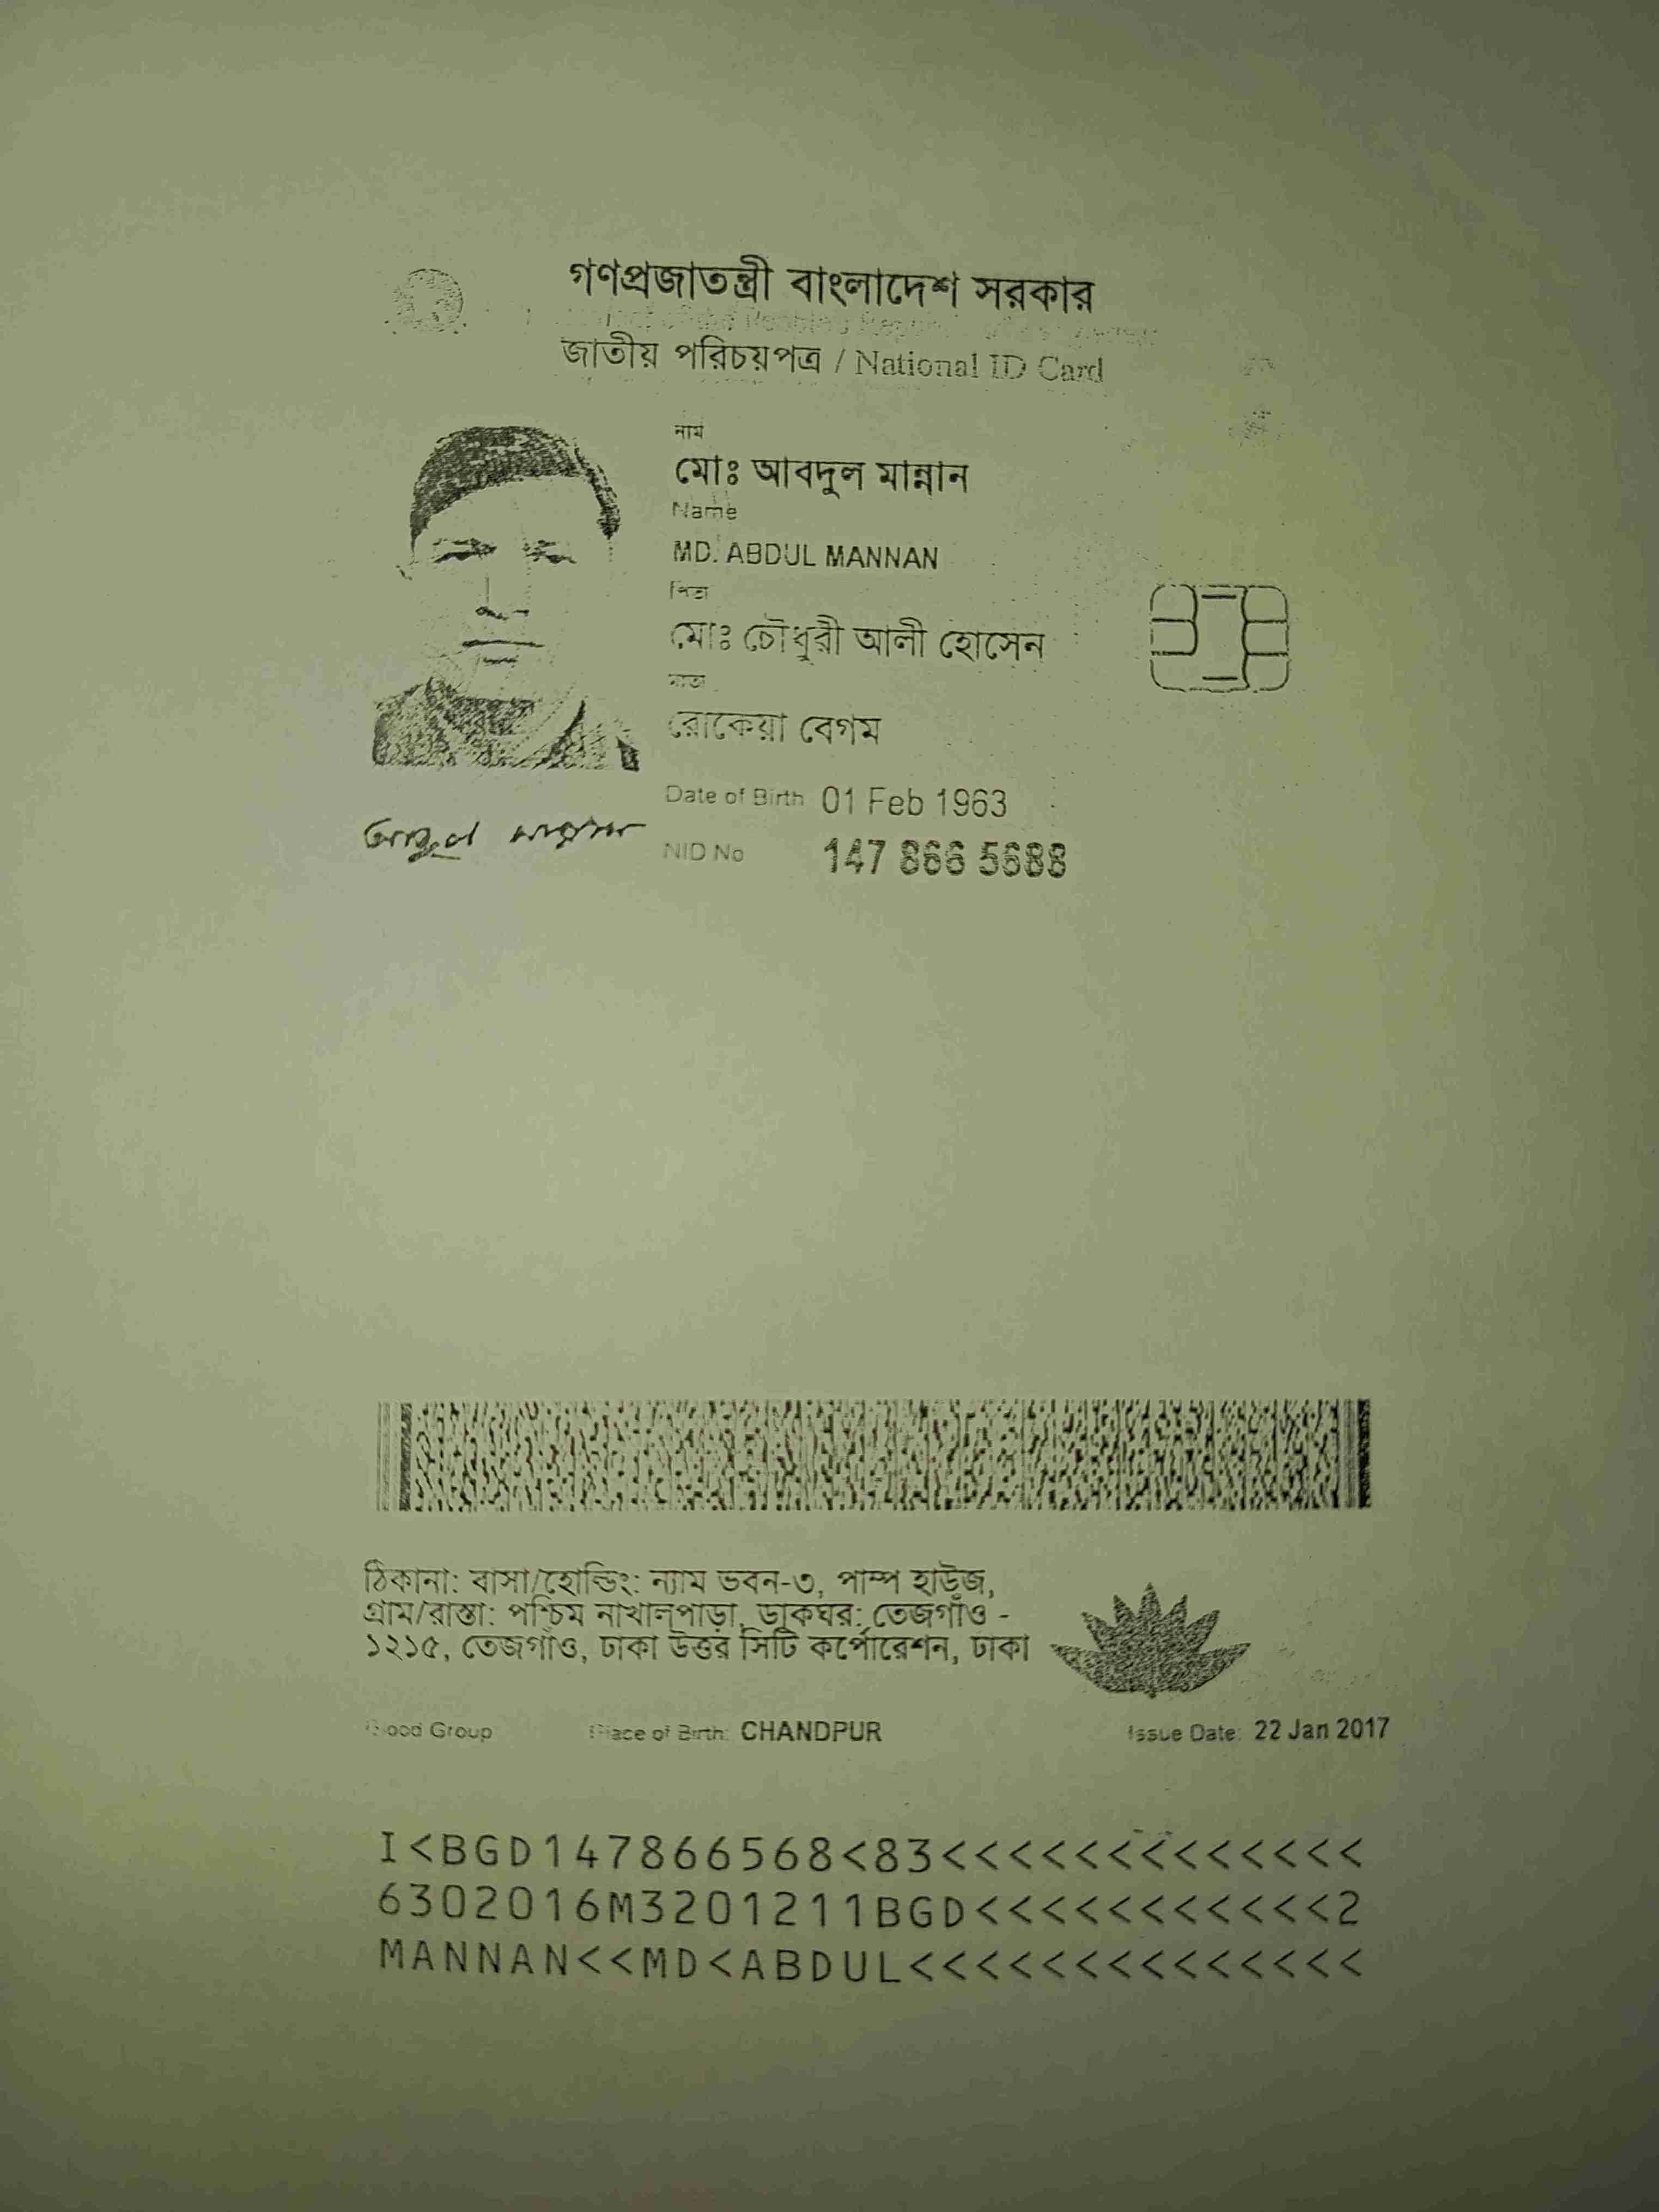 গণপ্রজাতন্ত্রী বাংলাদেশ সরকার
জাতীয় পরিচয়পত্র / National ID Card
নাম
মোঃ আবদুল মান্নান
Name
MD. ABDUL MANNAN
পিতা
মোঃ চৌধুরী আলী হোসেন
মাতা
রোকেয়া বেগম
Date of Birth 01 Feb 1963
আব্দুল মান্নান
NID No 147 866 5688
ঠিকানা: বাসা/হোল্ডিং: ন্যাম ভবন-৩, পাম্প হাউজ,
গ্রাম/রাস্তা: পশ্চিম নাখালপাড়া, ডাকঘর: তেজগাঁও -
১২১৫, তেজগাঁও, ঢাকা উত্তর সিটি কর্পোরেশন, ঢাকা
Blood Group Place of Birth: CHANDPUR Issue Date: 22 Jan 2017
I<BGD147866568<83<<<<<<<<<<<<<
6302016M3201211BGD<<<<<<<<<<<2
MANNAN<<MD<ABDUL<<<<<<<<<<<<<<